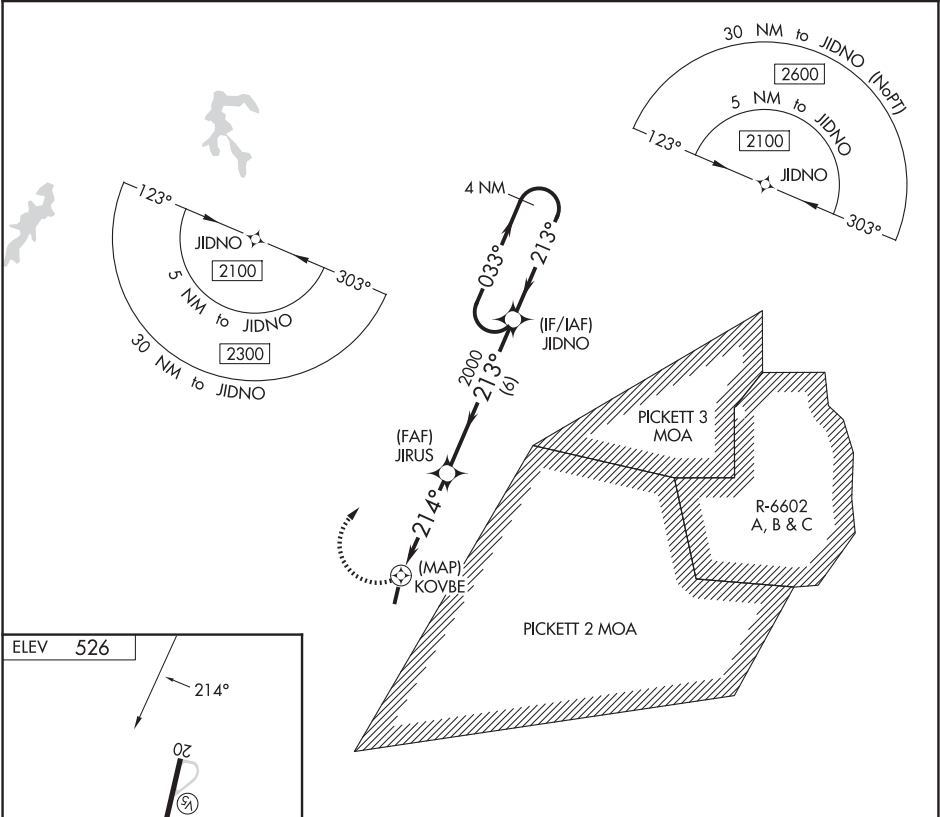 30 NM to JIDNO (NoPT)
2600
5 NM to JIDNO
2100
123°
JIDNO
303°
123°
JIDNO
2100
303°
5 NM to JIDNO
2300
30 NM to JIDNO
4 NM
033°
213°
(IF/IAF)
JIDNO
2000
213°
(6)
(FAF)
JIRUS
214°
(MAP)
KOVBE
PICKETT 3
MOA
R-6602
A, B & C
PICKETT 2 MOA
ELEV 526
214°
20
V5